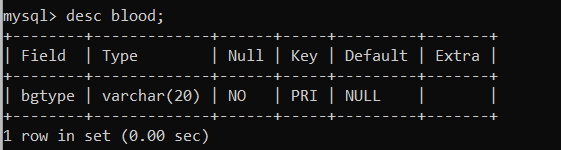 mysql> desc blood;
+--------+-------------+------+-----+---------+-------+
| Field  | Type        | Null | Key | Default | Extra |
+--------+-------------+------+-----+---------+-------+
| bgtype | varchar(20) | NO   | PRI | NULL    |       |
+--------+-------------+------+-----+---------+-------+
1 row in set (0.00 sec)